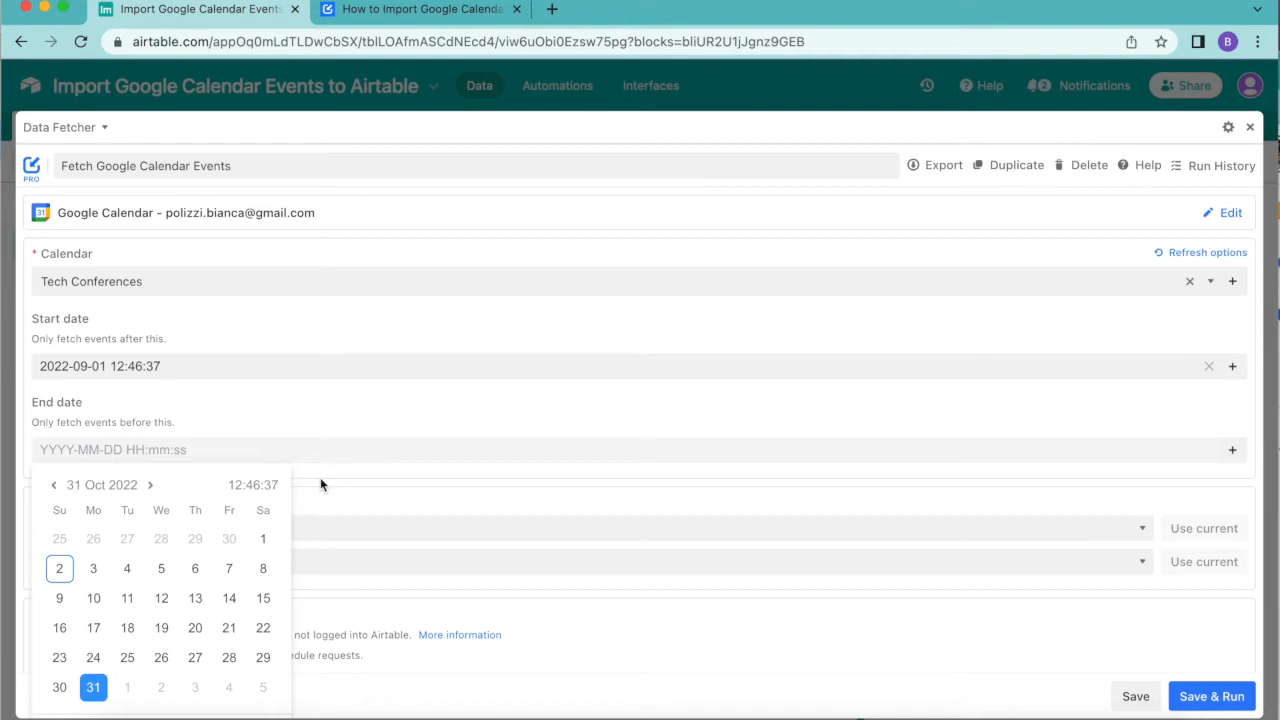 Import Google Calendar Events
How to Import Google Calenda
airtable.com/appOq0mLdTLDwCbSX/tblLOAfmASCdNEcd4/viw6uObi0Ezsw75pg?blocks=bliUR2U1jJgnz9GEB
B
Import Google Calendar Events to Airtable
Data
Automations
Interfaces
Help
2
Notifications
Share
Data Fetcher
PRO
Fetch Google Calendar Events
Export
Duplicate
Delete
Help
Run History
31
Google Calendar - polizzi.bianca@gmail.com
Edit
* Calendar
Refresh options
Tech Conferences
Start date
Only fetch events after this.
2022-09-01 12:46:37
End date
Only fetch events before this.
YYYY-MM-DD HH:mm:ss
31 Oct 2022
12:46:37
Su Mo Tu We Th Fr Sa
25 26 27 28 29 30 1
Use current
2 3 4 5 6 7 8
Use current
9 10 11 12 13 14 15
16 17 18 19 20 21 22
not logged into Airtable. More information
23 24 25 26 27 28 29
dule requests.
30 31 1 2 3 4 5
Save
Save & Run